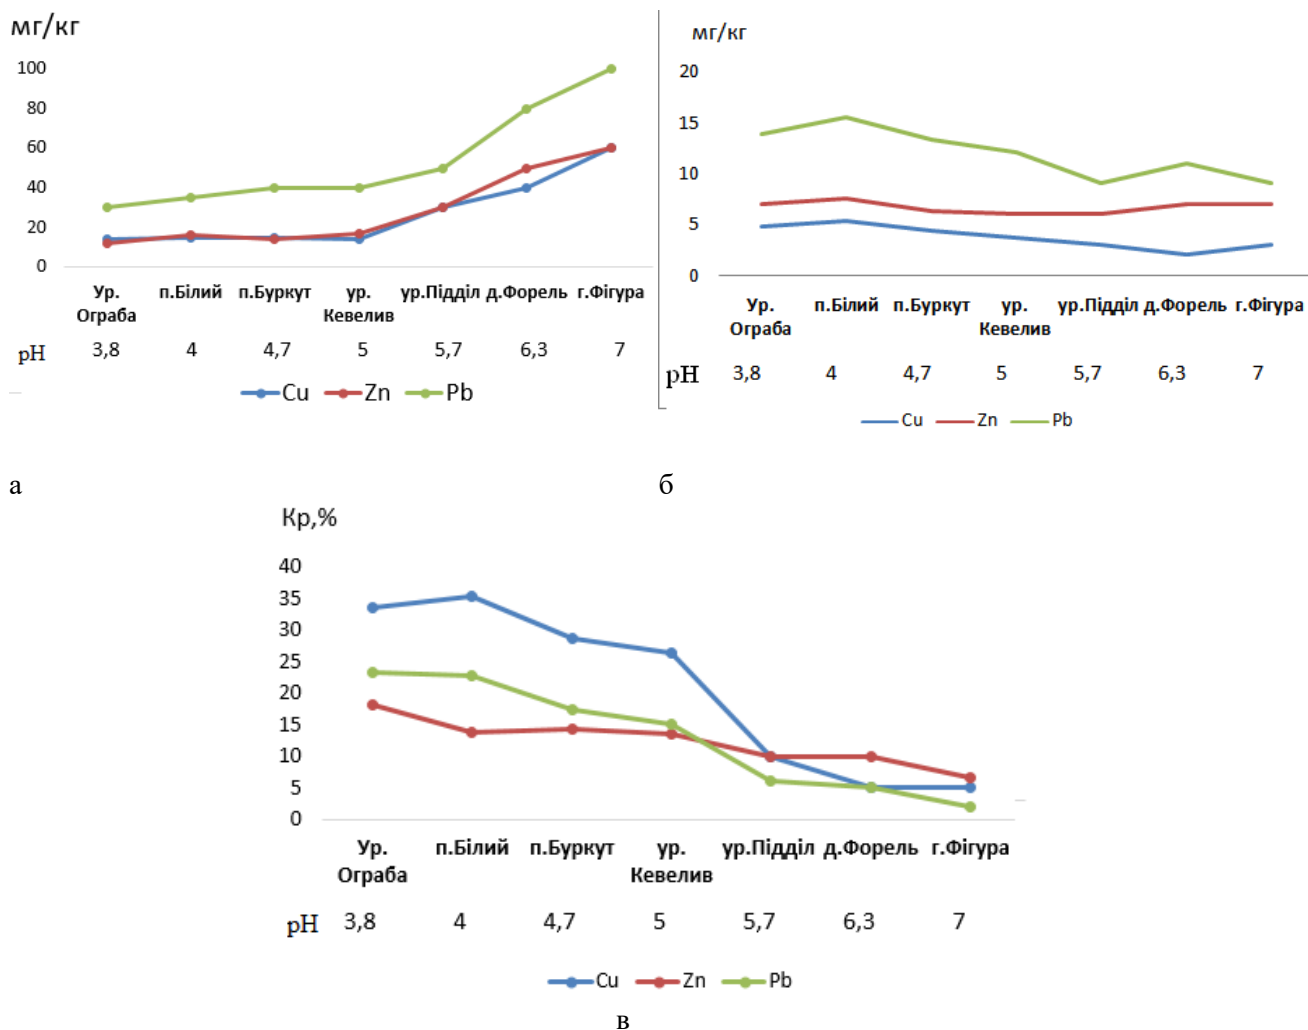 мг/кг
100
80
60
40
20
0
Ур. Ограба п.Білий п.Буркут ур. Кевелив ур.Підділ д.Форель г.Фігура
рН 3,8 4 4,7 5 5,7 6,3 7
Cu Zn Pb
а
мг/кг
20
15
10
5
0
Ур. Ограба п.Білий п.Буркут ур. Кевелив ур.Підділ д.Форель г.Фігура
рН 3,8 4 4,7 5 5,7 6,3 7
Cu Zn Pb
б
Кр,%
40
35
30
25
20
15
10
5
0
Ур. Ограба п.Білий п.Буркут ур. Кевелив ур.Підділ д.Форель г.Фігура
рН 3,8 4 4,7 5 5,7 6,3 7
Cu Zn Pb
в